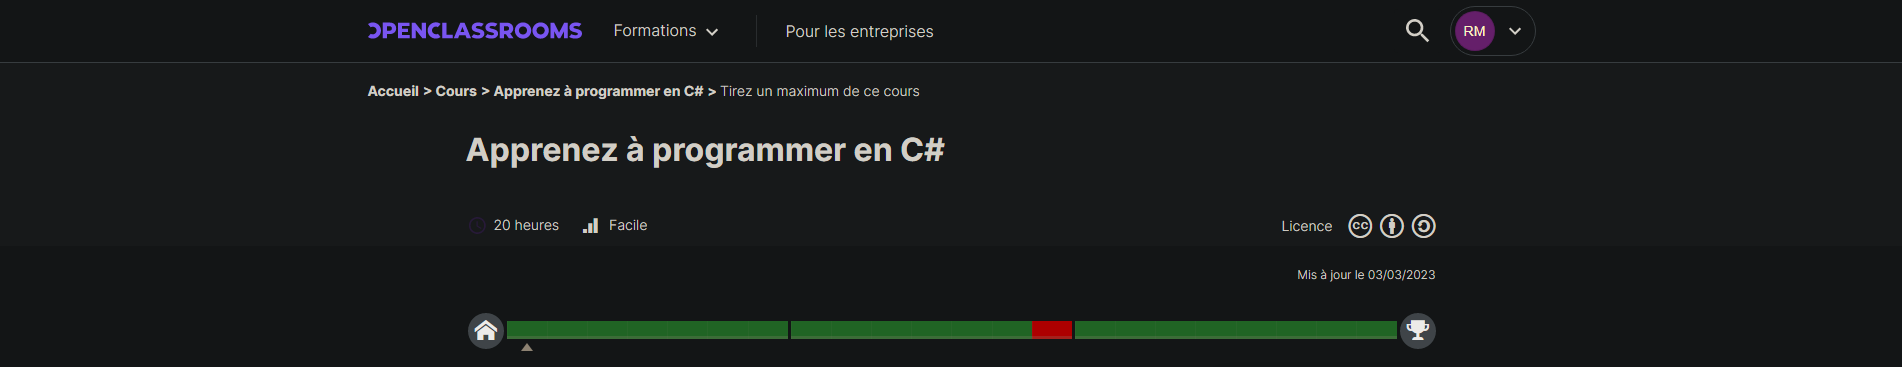 OPENCLASSROOMS Formations Pour les entreprises RM
Accueil > Cours > Apprenez à programmer en C# > Tirez un maximum de ce cours
Apprenez à programmer en C#
20 heures Facile Licence cc
Mis à jour le 03/03/2023